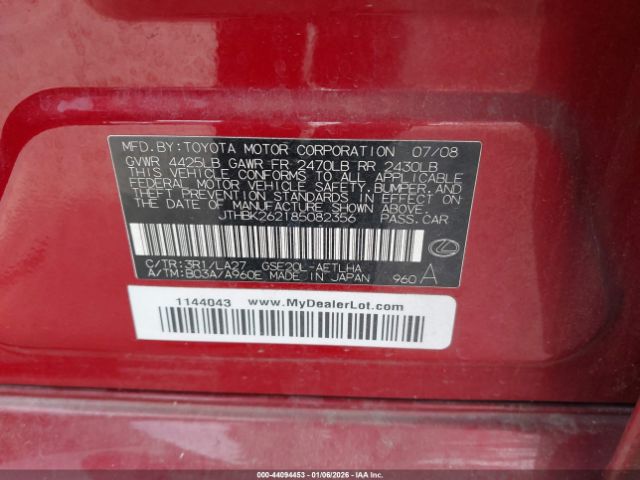 MFD.BY:TOYOTA MOTOR CORPORATION 07/08
GVWR 4425LB GAWR FR 2470LB RR 2430LB
THIS VEHICLE CONFORMS TO ALL APPLICABLE
FEDERAL MOTOR VEHICLE SAFETY,BUMPER,AND
THEFT PREVENTION STANDARDS IN EFFECT ON
THE DATE OF MANUFACTURE SHOWN ABOVE.
JTHBK262185082356 PASS.CAR
C/TR:3R1/LA27 GSE20L-AETLHA
A/TM:B03A/A960E MADE IN JAPAN 960 A
1144043 www.MyDealerLot.com
000-44094453 - 01/06/2026 - IAA Inc.